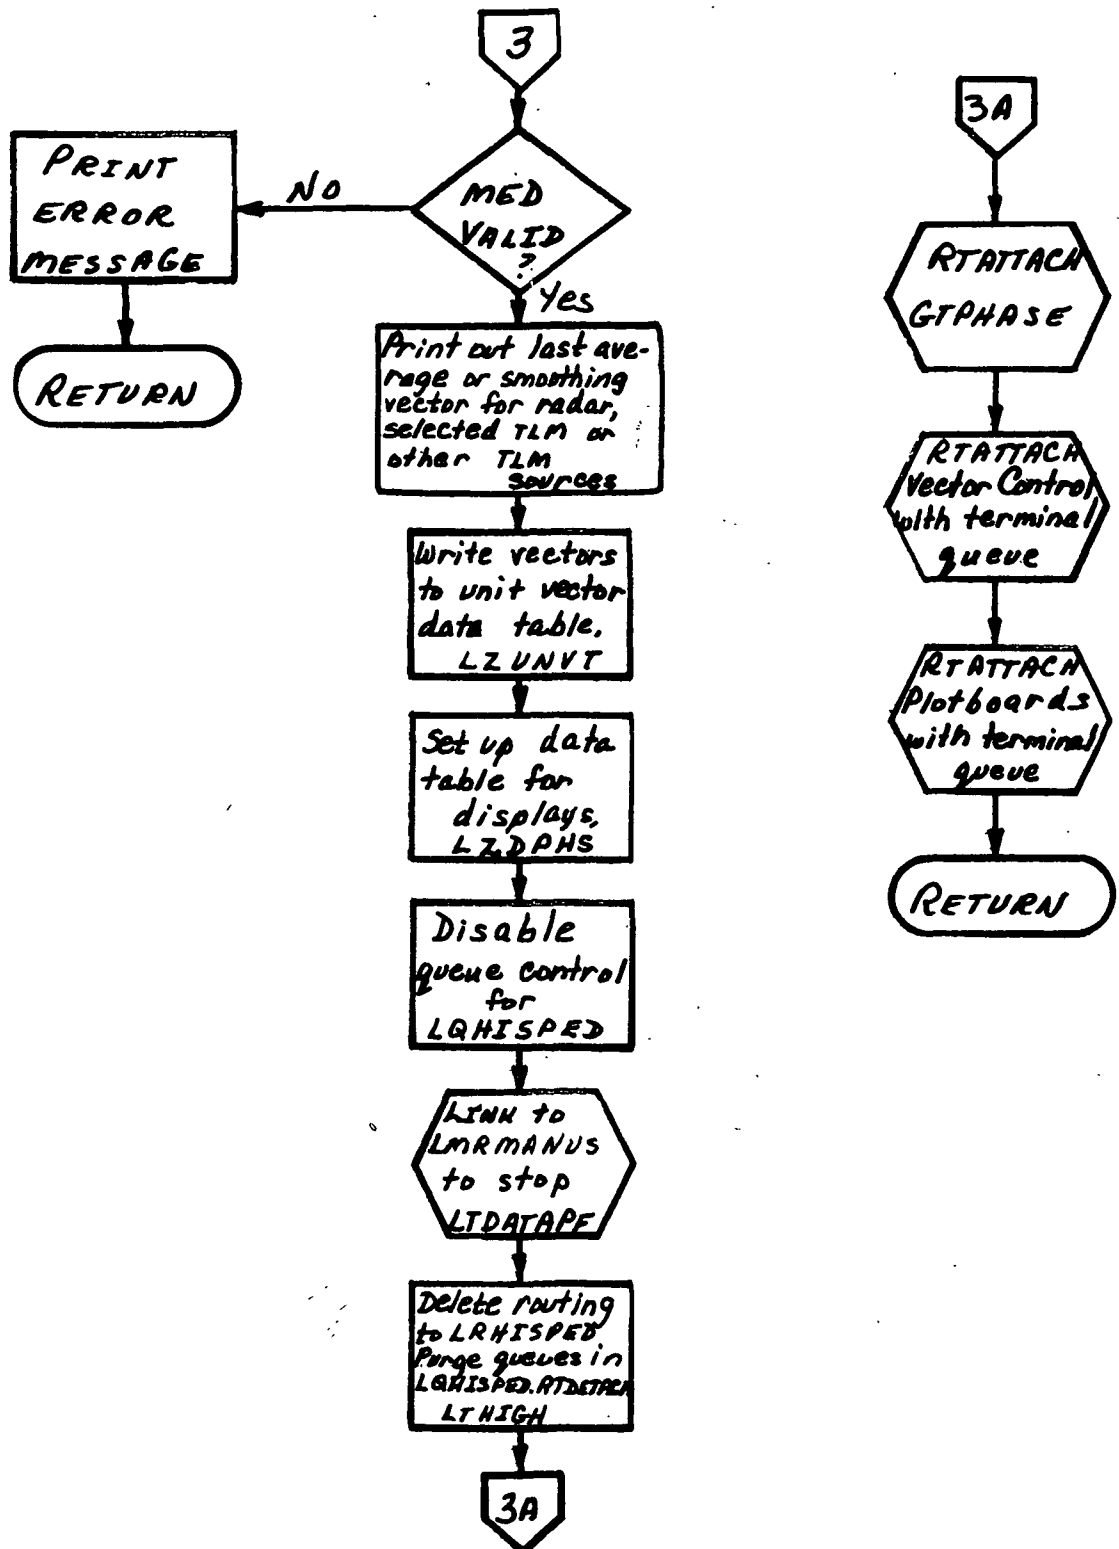 3
MED
VALID
?
NO
PRINT
ERROR
MESSAGE
RETURN
Yes
Print out last ave-
rage or smoothing
vector for radar,
selected TLM or
other TLM
sources
Write vectors
to unit vector
data table.
LZUNVT
Set up data
table for
displays,
LZDPHS
Disable
queue control
for
LQHISPED
LINK to
LMRMANUS
to stop
LTDATAPF
Delete routing
to LRHISPED.
Purge queues in
LQHISPED. RTDETACH
LTHIGH
3A
3A
RTATTACH
GTPHASE
RTATTACH
Vector Control
with terminal
queue
RTATTACH
Plotboards
with terminal
queue
RETURN